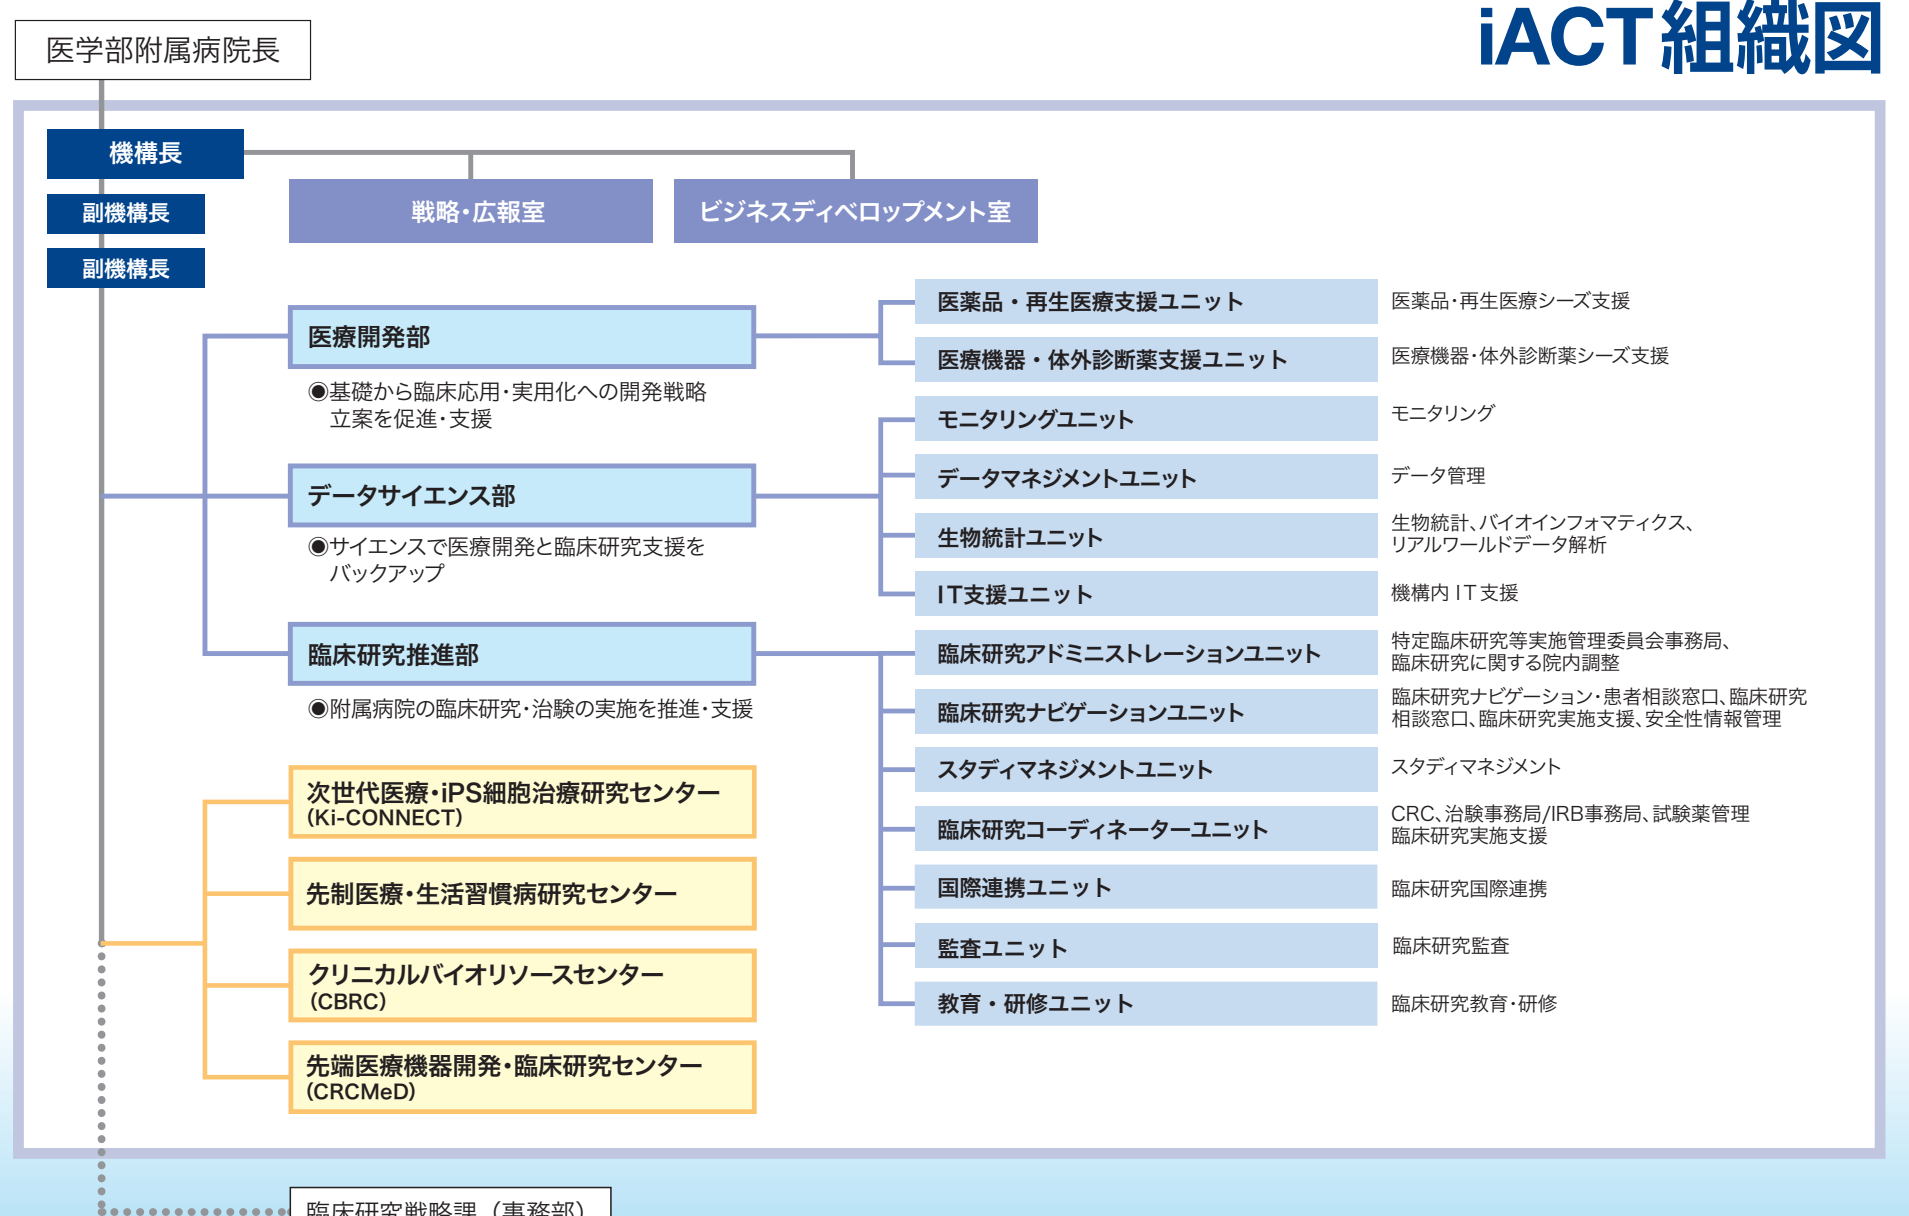 iACT組織図
医学部附属病院長
機構長
副機構長
副機構長
戦略・広報室
ビジネスディベロップメント室
医療開発部
◉基礎から臨床応用・実用化への開発戦略
立案を促進・支援
医薬品・再生医療支援ユニット
医薬品・再生医療シーズ支援
医療機器・体外診断薬支援ユニット
医療機器・体外診断薬シーズ支援
データサイエンス部
◉サイエンスで医療開発と臨床研究支援を
バックアップ
モニタリングユニット
モニタリング
データマネジメントユニット
データ管理
生物統計ユニット
生物統計、バイオインフォマティクス、
リアルワールドデータ解析
IT支援ユニット
機構内 IT 支援
臨床研究推進部
◉附属病院の臨床研究・治験の実施を推進・支援
臨床研究アドミニストレーションユニット
特定臨床研究等実施管理委員会事務局、
臨床研究に関する院内調整
臨床研究ナビゲーションユニット
臨床研究ナビゲーション・患者相談窓口、臨床研究
相談窓口、臨床研究実施支援、安全性情報管理
スタディマネジメントユニット
スタディマネジメント
臨床研究コーディネーターユニット
CRC、治験事務局/IRB事務局、試験薬管理
臨床研究実施支援
国際連携ユニット
臨床研究国際連携
監査ユニット
臨床研究監査
教育・研修ユニット
臨床研究教育・研修
次世代医療・iPS細胞治療研究センター
(Ki-CONNECT)
先制医療・生活習慣病研究センター
クリニカルバイオリソースセンター
(CBRC)
先端医療機器開発・臨床研究センター
(CRCMeD)
臨床研究戦略課（事務部）